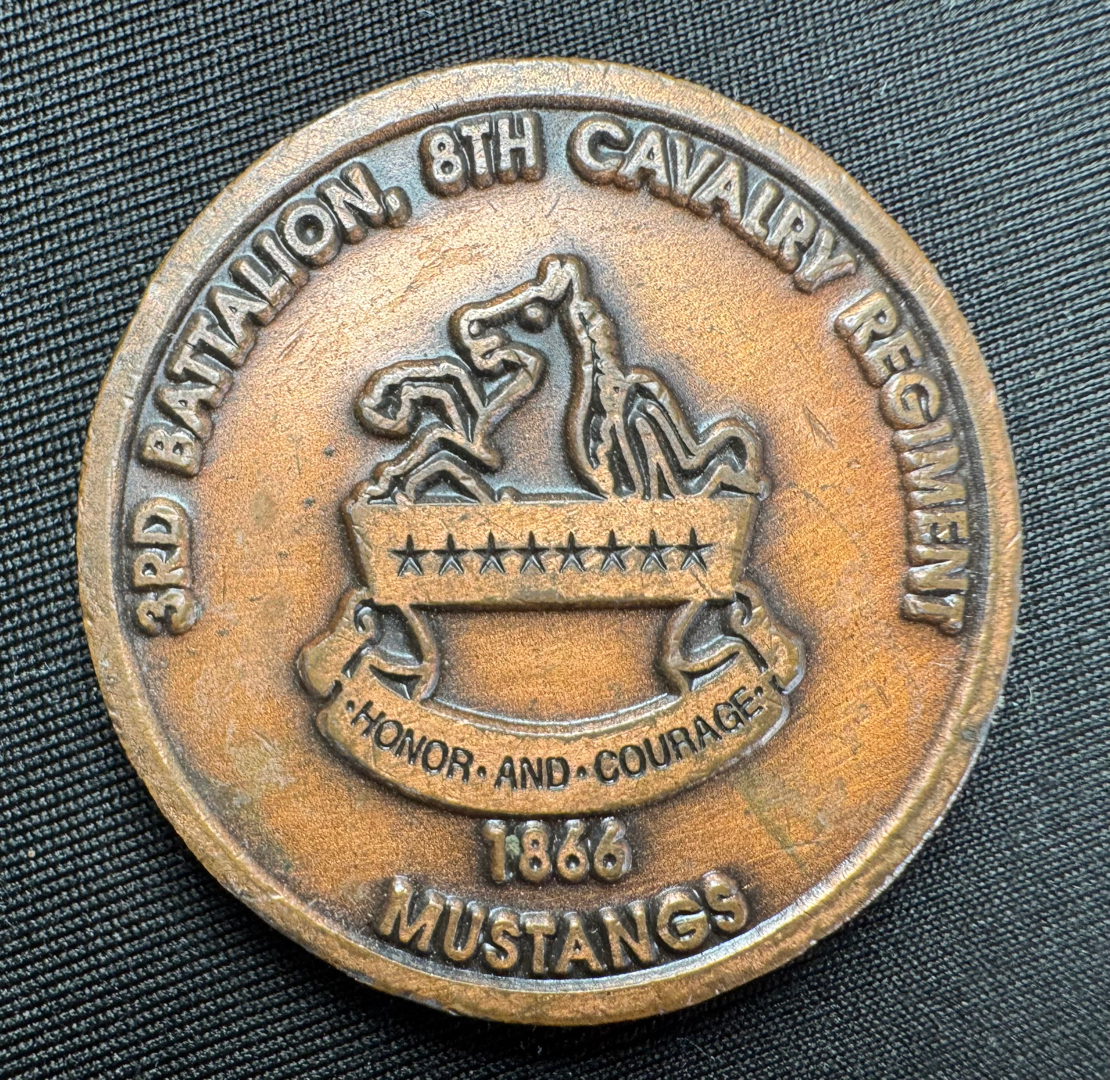 3RD BATTALION, 8TH CAVALRY REGIMENT
·HONOR·AND·COURAGE·
1866
MUSTANGS